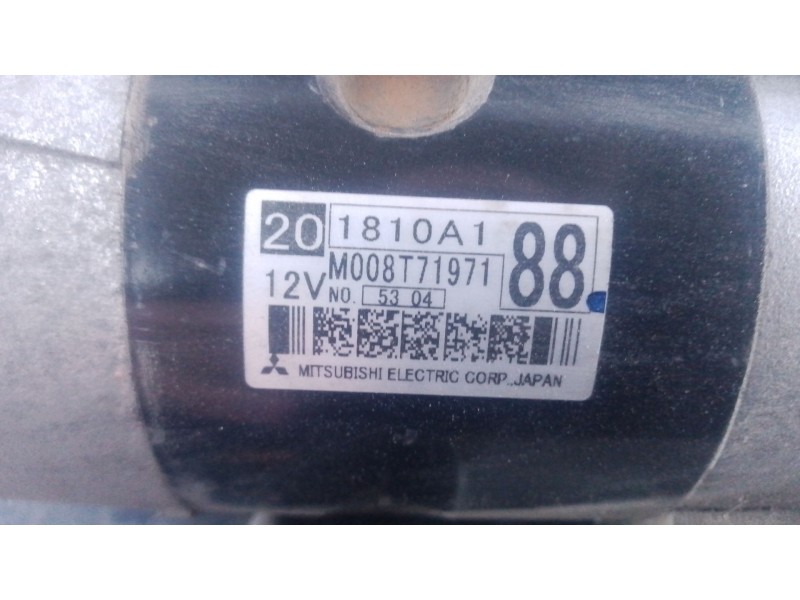 20 1810A1 88
12V M008T71971
NO. 53 04
MITSUBISHI ELECTRIC CORP.,JAPAN